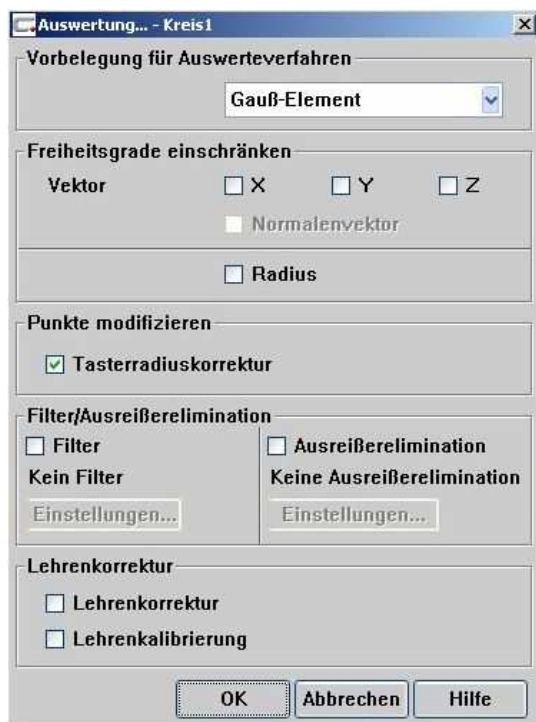 Auswertung... - Kreis1
Vorbelegung für Auswerteverfahren
Gauß-Element
Freiheitsgrade einschränken
Vektor X Y Z
Normalenvektor
Radius
Punkte modifizieren
Tasterradiuskorrektur
Filter/Ausreißerelimination
Filter Ausreißerelimination
Kein Filter Keine Ausreißerelimination
Einstellungen... Einstellungen...
Lehrenkorrektur
Lehrenkorrektur
Lehrenkalibrierung
OK Abbrechen Hilfe